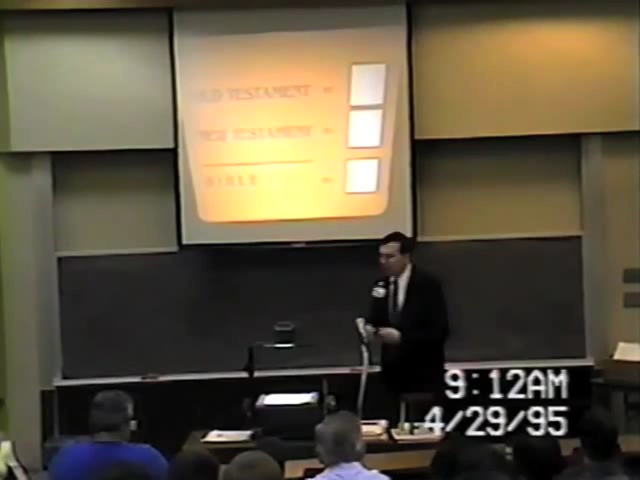 OLD TESTAMENT =
NEW TESTAMENT =
BIBLE =
9:12AM
4/29/95